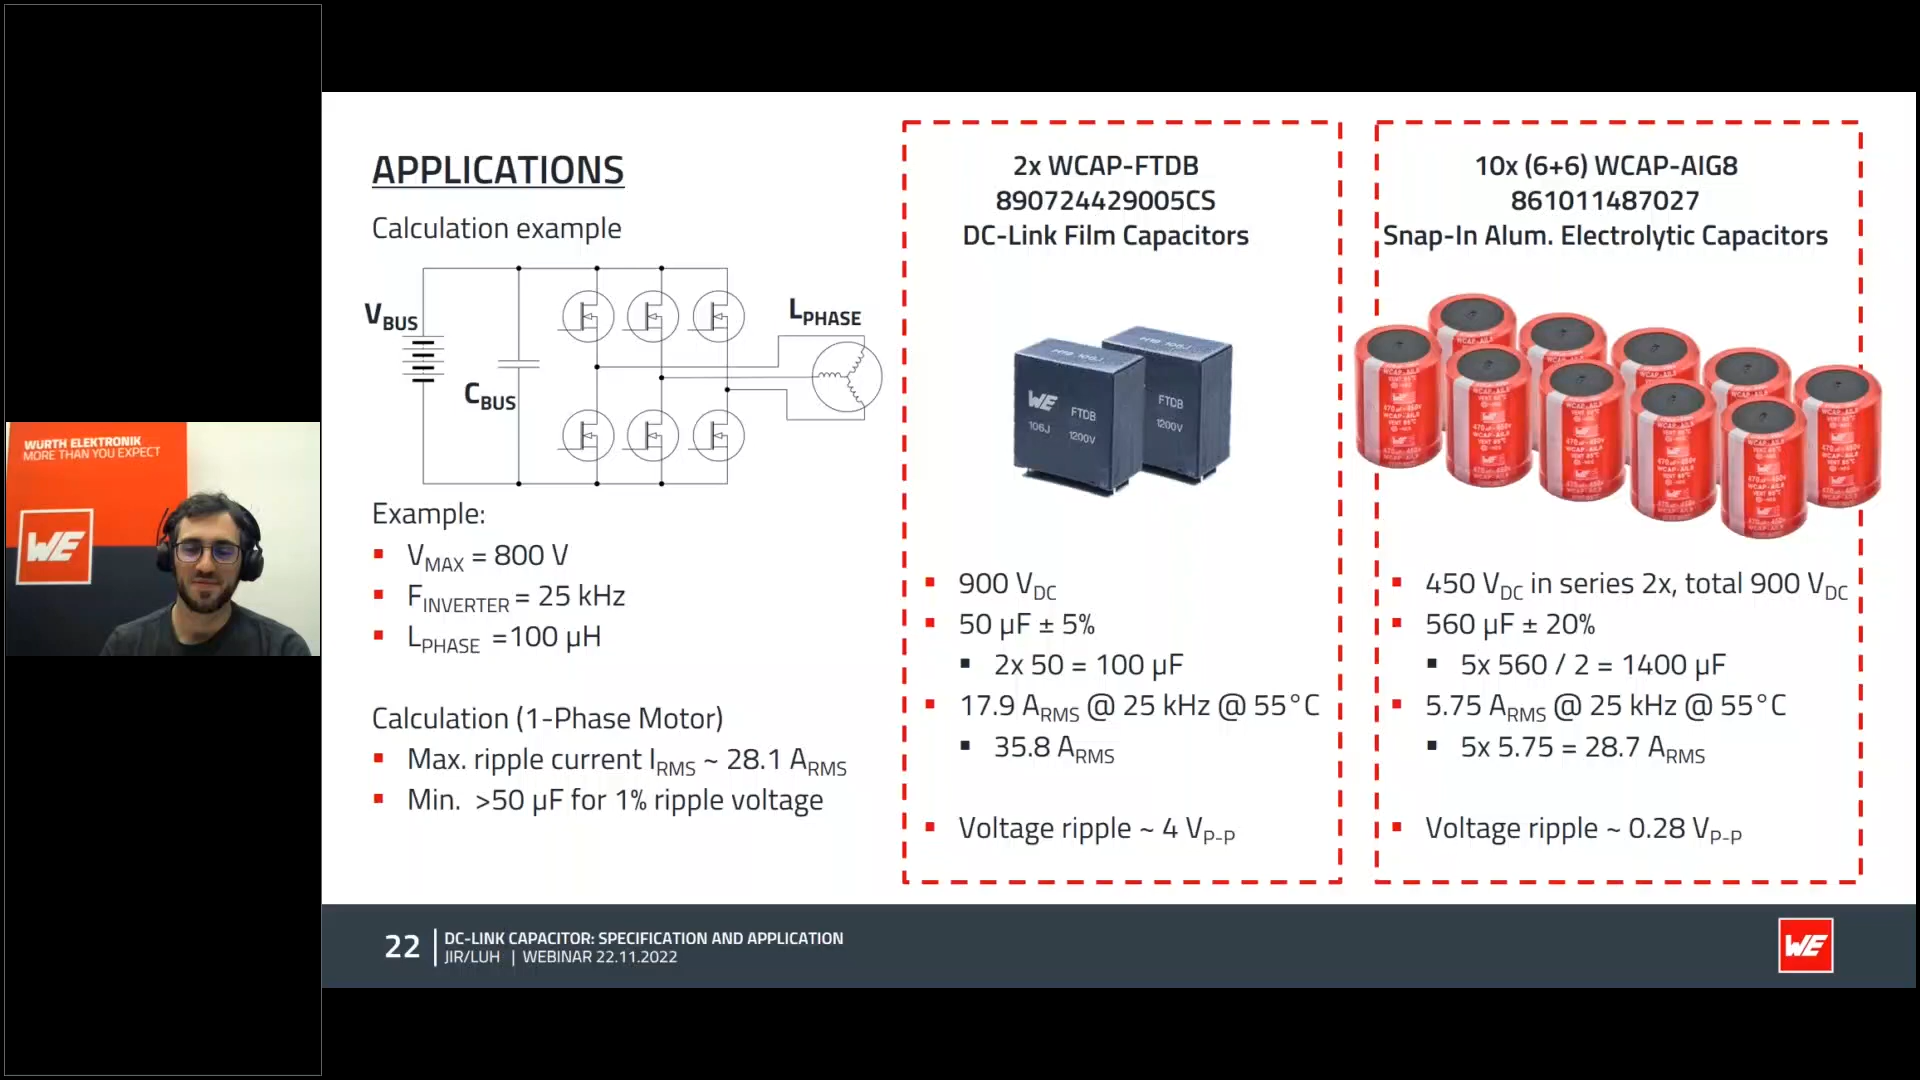 WURTH ELEKTRONIK
MORE THAN YOU EXPECT
WE
APPLICATIONS
Calculation example
VBUS
CBUS
LPHASE
Example:
VMAX = 800 V
FINVERTER = 25 kHz
LPHASE =100 µH
Calculation (1-Phase Motor)
Max. ripple current IRMS ~ 28.1 ARMS
Min. >50 µF for 1% ripple voltage
2x WCAP-FTDB
890724429005CS
DC-Link Film Capacitors
WE
FTDB
106J
1200V
FTDB
1200V
900 VDC
50 µF ± 5%
2x 50 = 100 µF
17.9 ARMS @ 25 kHz @ 55°C
35.8 ARMS
Voltage ripple ~ 4 VP-P
10x (6+6) WCAP-AIG8
861011487027
Snap-In Alum. Electrolytic Capacitors
450 VDC in series 2x, total 900 VDC
560 µF ± 20%
5x 560 / 2 = 1400 µF
5.75 ARMS @ 25 kHz @ 55°C
5x 5.75 = 28.7 ARMS
Voltage ripple ~ 0.28 VP-P
22
DC-LINK CAPACITOR: SPECIFICATION AND APPLICATION
JIR/LUH | WEBINAR 22.11.2022
WE